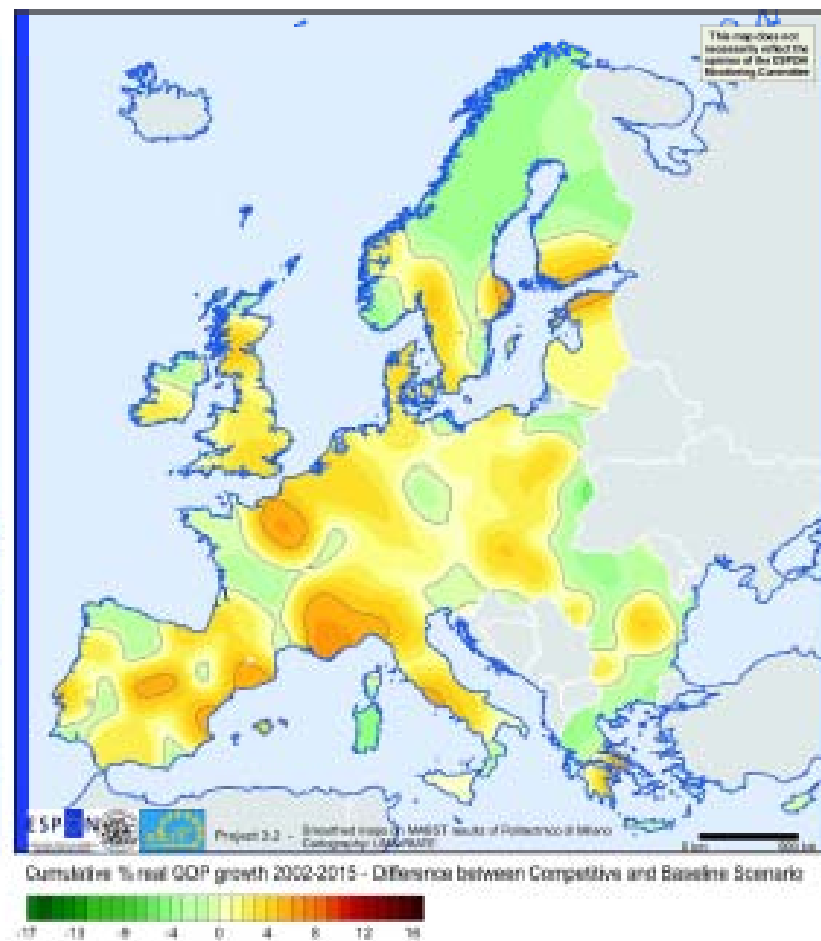 This map does not
necessarily reflect the
opinion of the ESPON
Monitoring Committee
ESPON
Project 3.2 - Smoothed maps on MASST results of Politecnico di Milano
Cartography:
Cumulative % real GDP growth 2002-2015 - Difference between Competitive and Baseline Scenario
-17 -13 -4 0 4 8 12 16